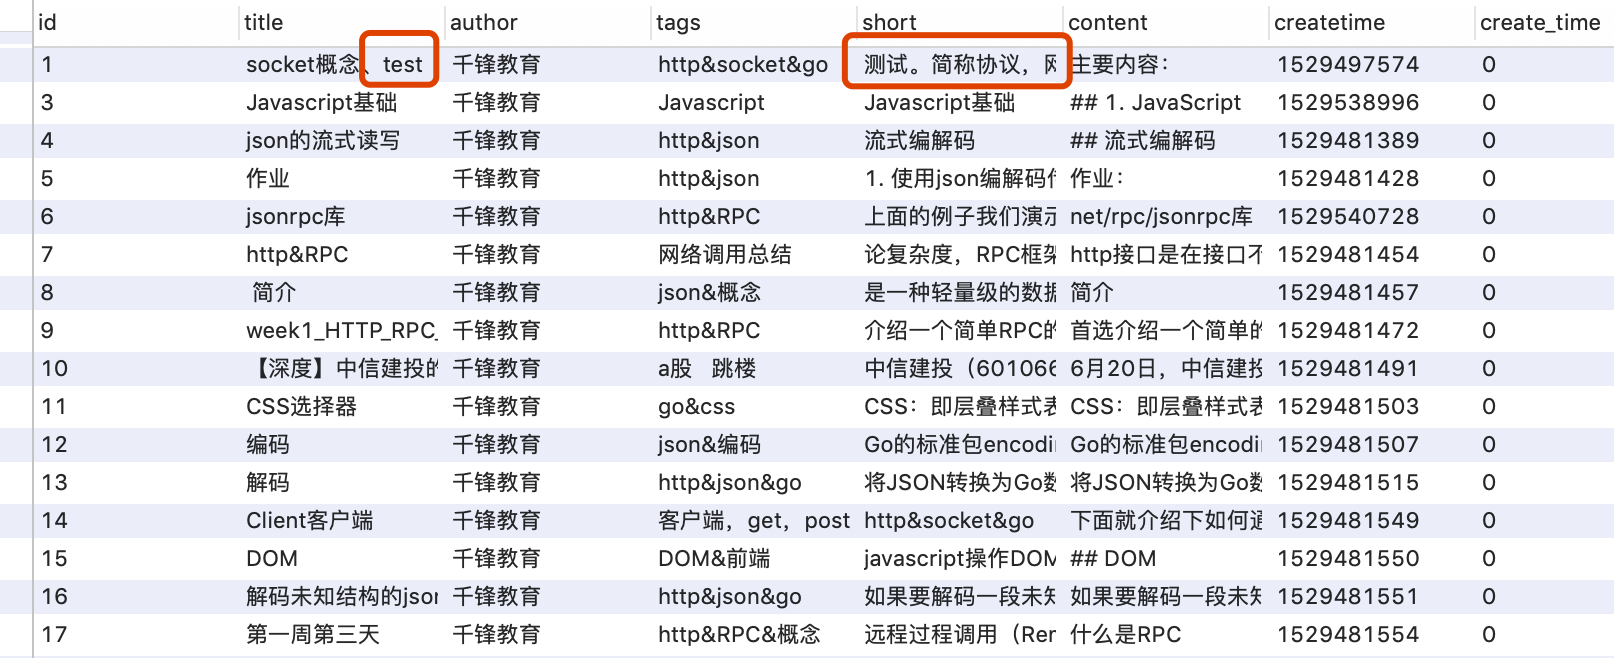 id title author tags short content createtime create_time
1 socket概念、test 千锋教育 http&socket&go 测试。简称协议，网 主要内容： 1529497574 0
3 Javascript基础 千锋教育 Javascript Javascript基础 ## 1. JavaScript 1529538996 0
4 json的流式读写 千锋教育 http&json 流式编解码 ## 流式编解码 1529481389 0
5 作业 千锋教育 http&json 1. 使用json编解码 作业： 1529481428 0
6 jsonrpc库 千锋教育 http&RPC 上面的例子我们演示 net/rpc/jsonrpc库 1529540728 0
7 http&RPC 千锋教育 网络调用总结 论复杂度，RPC框架 http接口是在接口不 1529481454 0
8 简介 千锋教育 json&概念 是一种轻量级的数据 简介 1529481457 0
9 week1_HTTP_RPC_ 千锋教育 http&RPC 介绍一个简单RPC的 首选介绍一个简单的 1529481472 0
10 【深度】中信建投的 千锋教育 a股 跳楼 中信建投（601066 6月20日，中信建投 1529481491 0
11 CSS选择器 千锋教育 go&css CSS：即层叠样式表 CSS：即层叠样式表 1529481503 0
12 编码 千锋教育 json&编码 Go的标准包encodin Go的标准包encodin 1529481507 0
13 解码 千锋教育 http&json&go 将JSON转换为Go数 将JSON转换为Go数 1529481515 0
14 Client客户端 千锋教育 客户端，get，post http&socket&go 下面就介绍下如何通 1529481549 0
15 DOM 千锋教育 DOM&前端 javascript操作DOM ## DOM 1529481550 0
16 解码未知结构的json 千锋教育 http&json&go 如果要解码一段未知 如果要解码一段未知 1529481551 0
17 第一周第三天 千锋教育 http&RPC&概念 远程过程调用（Rem 什么是RPC 1529481554 0